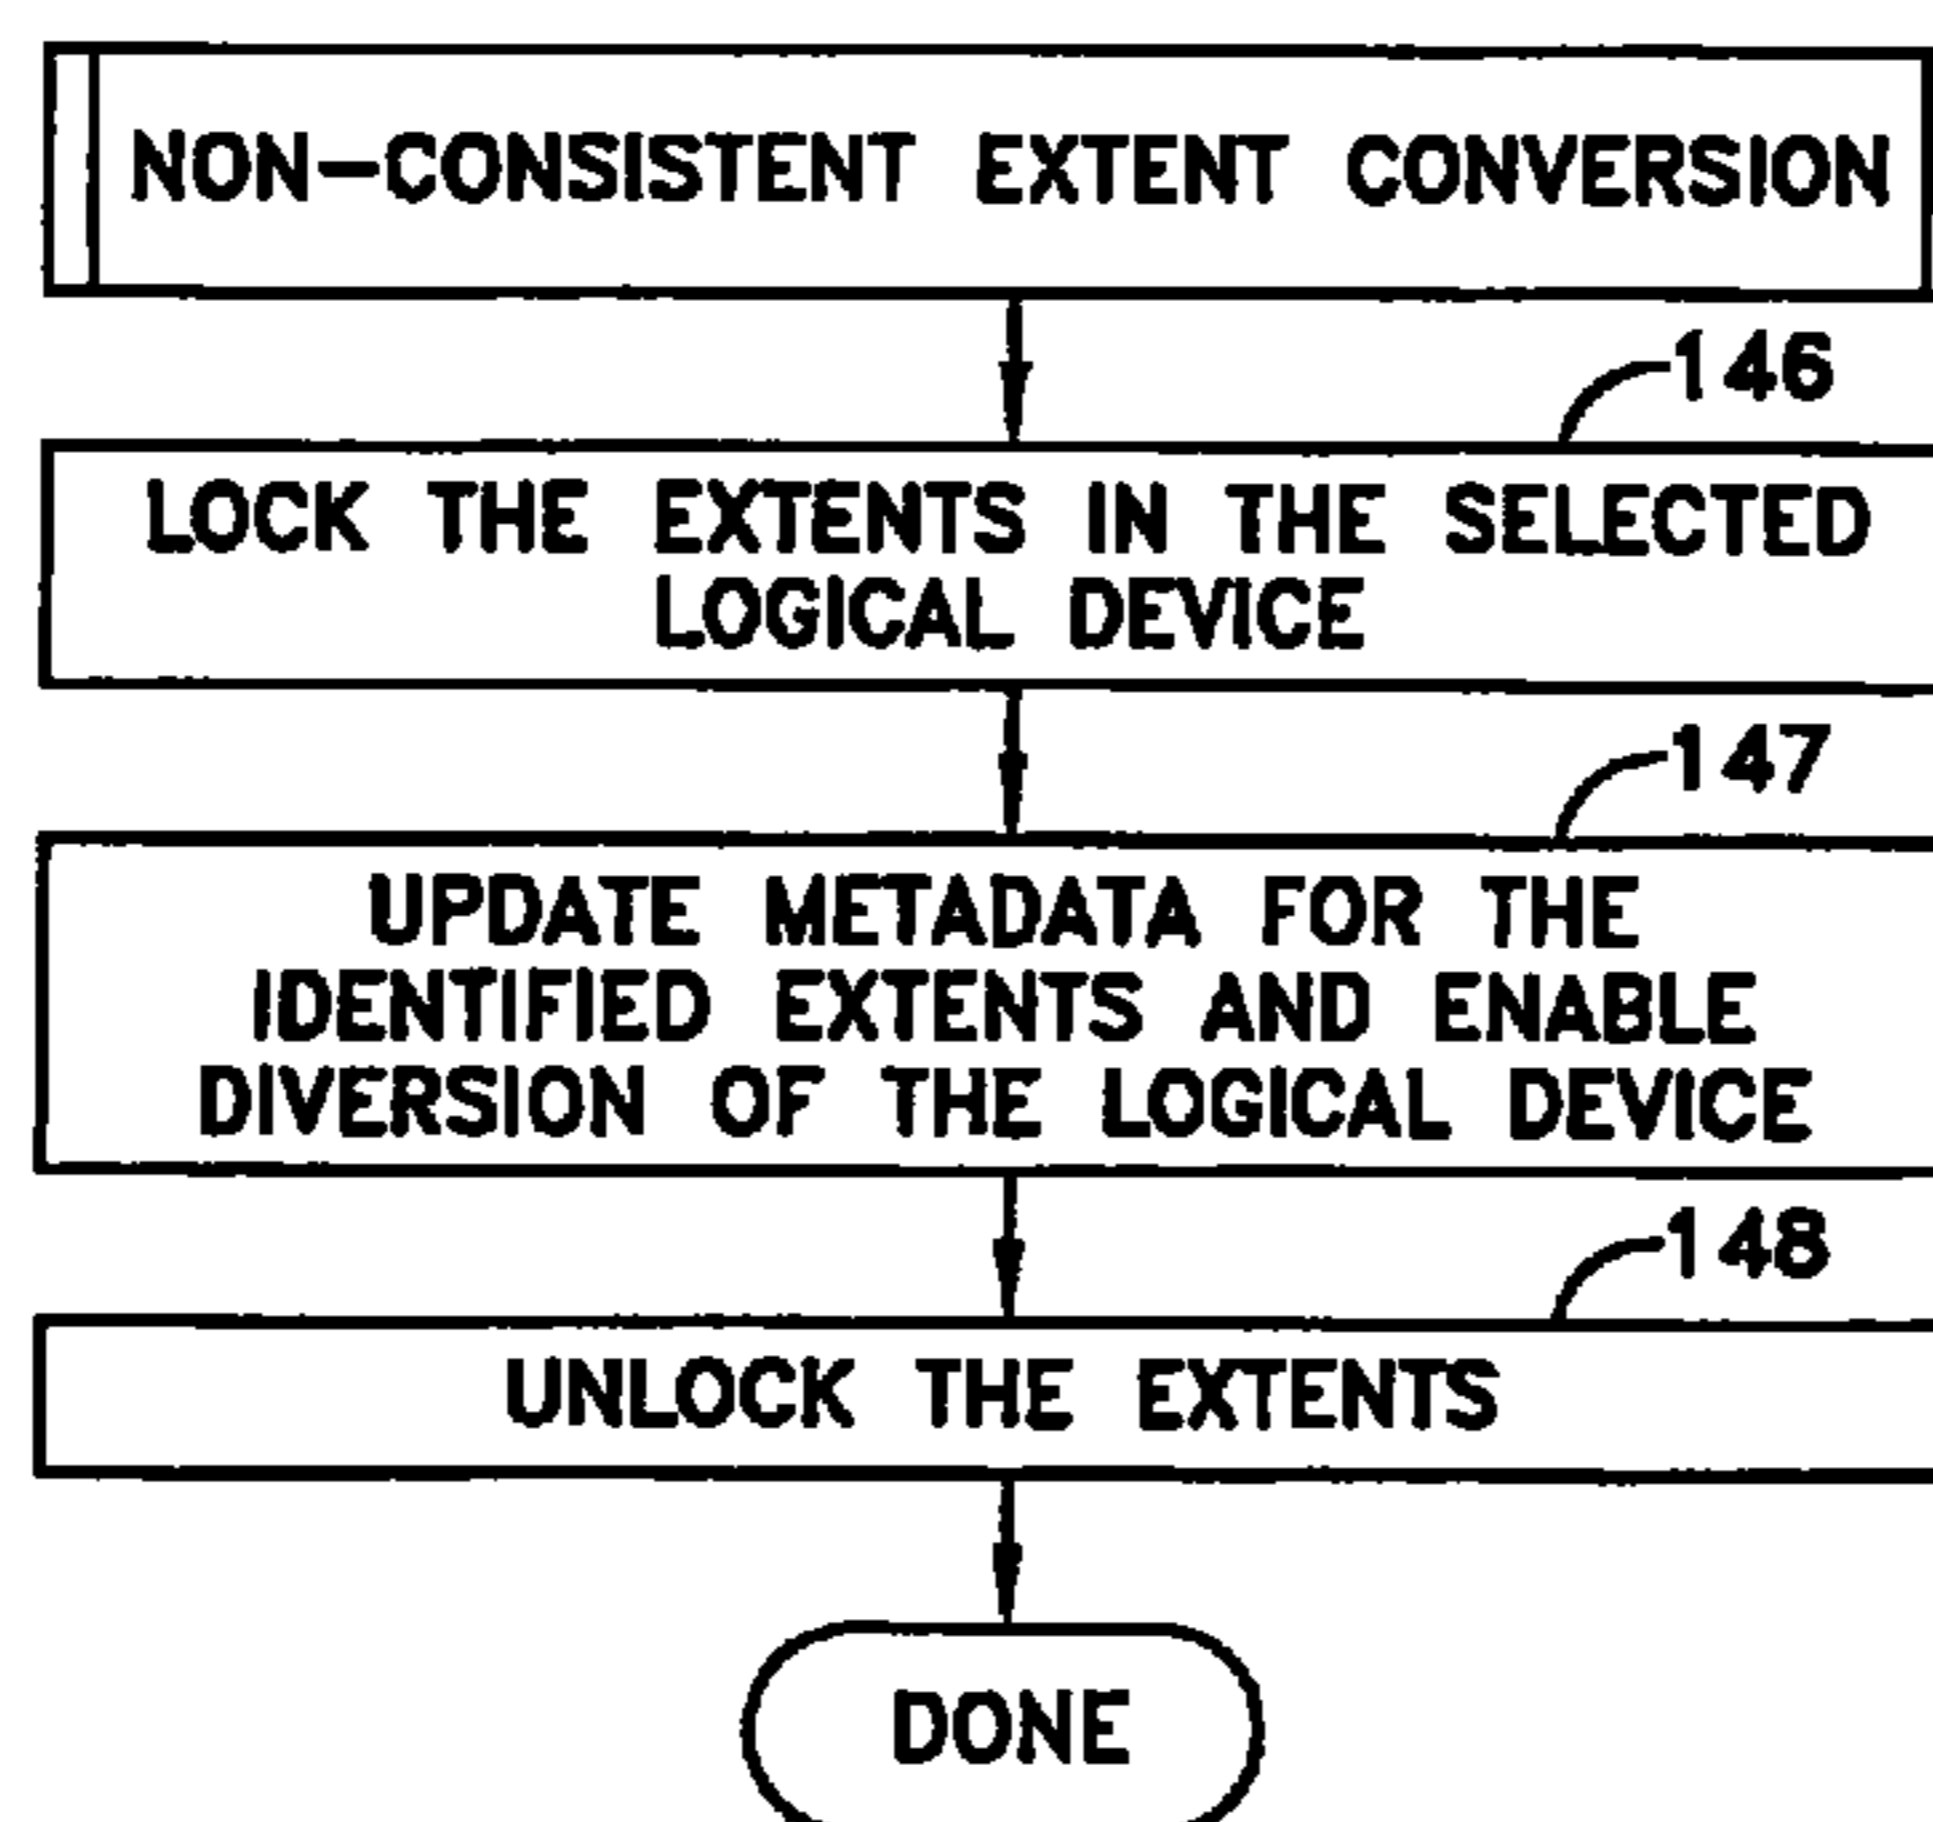 NON-CONSISTENT EXTENT CONVERSION
146
LOCK THE EXTENTS IN THE SELECTED
LOGICAL DEVICE
147
UPDATE METADATA FOR THE
IDENTIFIED EXTENTS AND ENABLE
DIVERSION OF THE LOGICAL DEVICE
148
UNLOCK THE EXTENTS
DONE